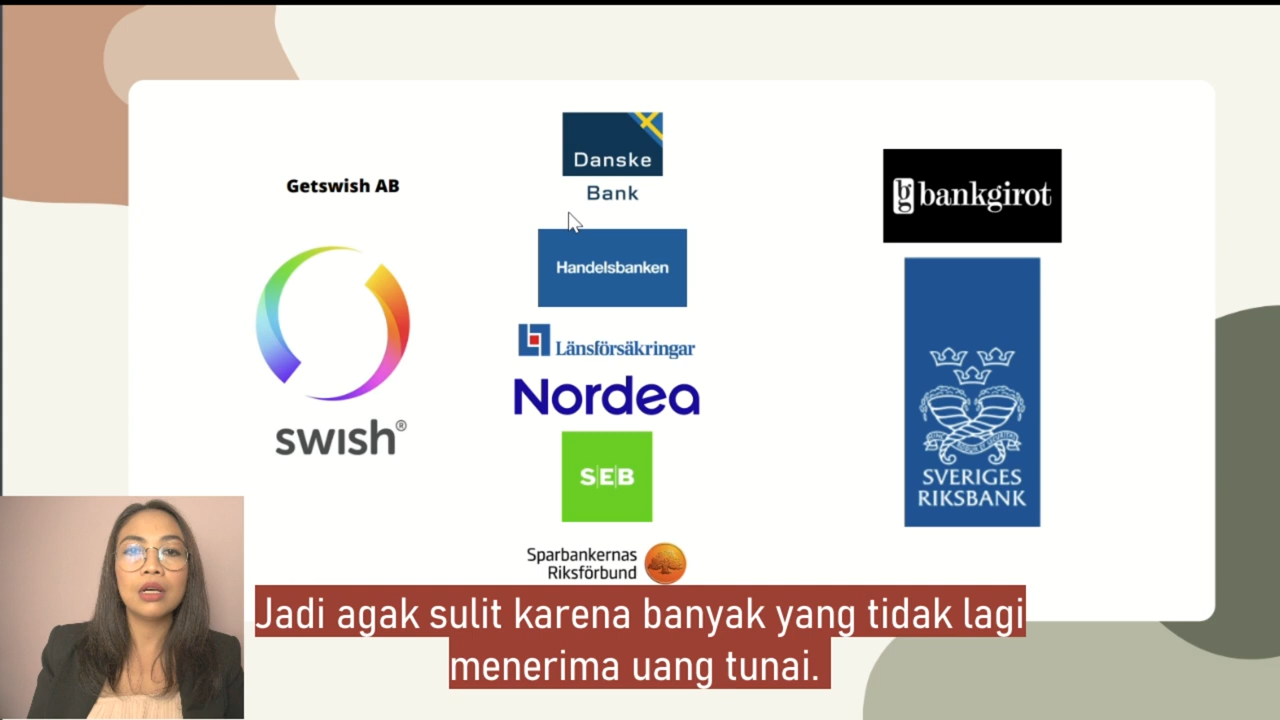 Getswish AB
swish®
Danske
Bank
Handelsbanken
Länsförsäkringar
Nordea
S|E|B
Sparbankernas
Riksförbund
bg bankgirot
SVERIGES
RIKSBANK
Jadi agak sulit karena banyak yang tidak lagi
menerima uang tunai.